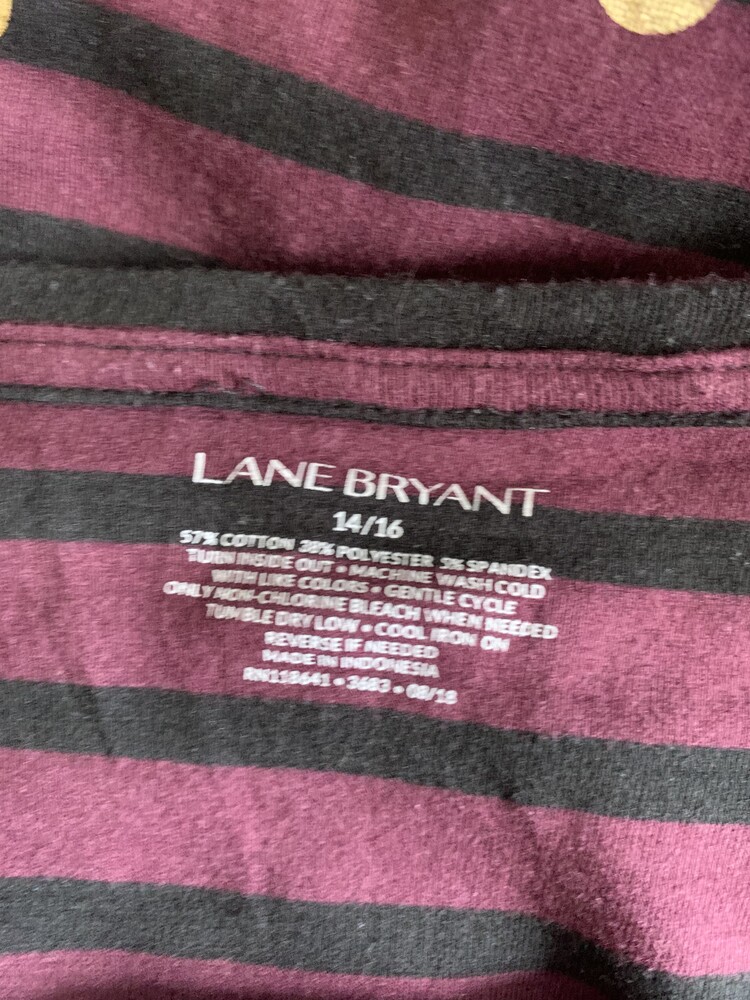 LANE BRYANT
14/16
57% COTTON 38% POLYESTER 5% SPANDEX
TURN INSIDE OUT • MACHINE WASH COLD
WITH LIKE COLORS • GENTLE CYCLE
ONLY NON-CHLORINE BLEACH WHEN NEEDED
TUMBLE DRY LOW • COOL IRON ON
REVERSE IF NEEDED
MADE IN INDONESIA
RN118641 • 3683 • 08/18